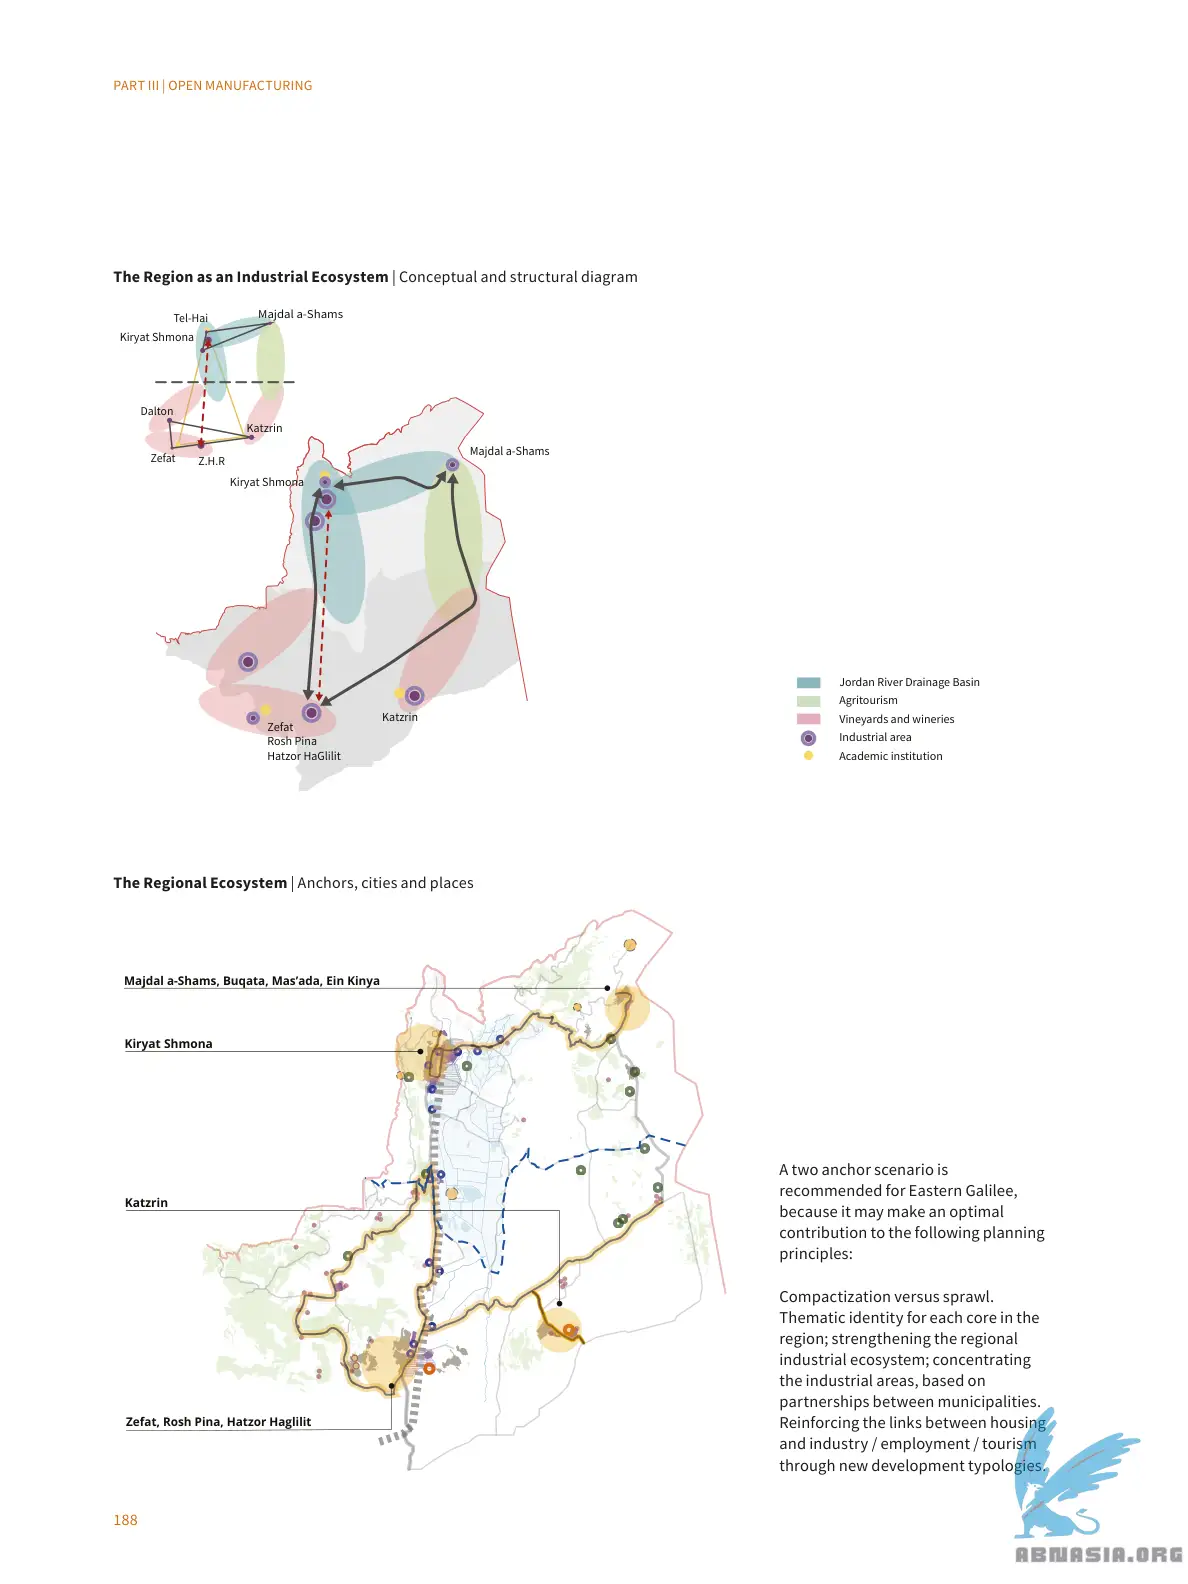 PART III | OPEN MANUFACTURING
The Region as an Industrial Ecosystem | Conceptual and structural diagram
Tel-Hai
Majdal a-Shams
Kiryat Shmona
Dalton
Katzrin
Zefat
Z.H.R
Majdal a-Shams
Kiryat Shmona
Katzrin
Zefat
Rosh Pina
Hatzor HaGlilit
Jordan River Drainage Basin
Agritourism
Vineyards and wineries
Industrial area
Academic institution
The Regional Ecosystem | Anchors, cities and places
Majdal a-Shams, Buqata, Mas’ada, Ein Kinya
Kiryat Shmona
Katzrin
Zefat, Rosh Pina, Hatzor Haglilit
A two anchor scenario is
recommended for Eastern Galilee,
because it may make an optimal
contribution to the following planning
principles:
Compactization versus sprawl.
Thematic identity for each core in the
region; strengthening the regional
industrial ecosystem; concentrating
the industrial areas, based on
partnerships between municipalities.
Reinforcing the links between housing
and industry / employment / tourism
through new development typologies.
188
ABNASIA.ORG